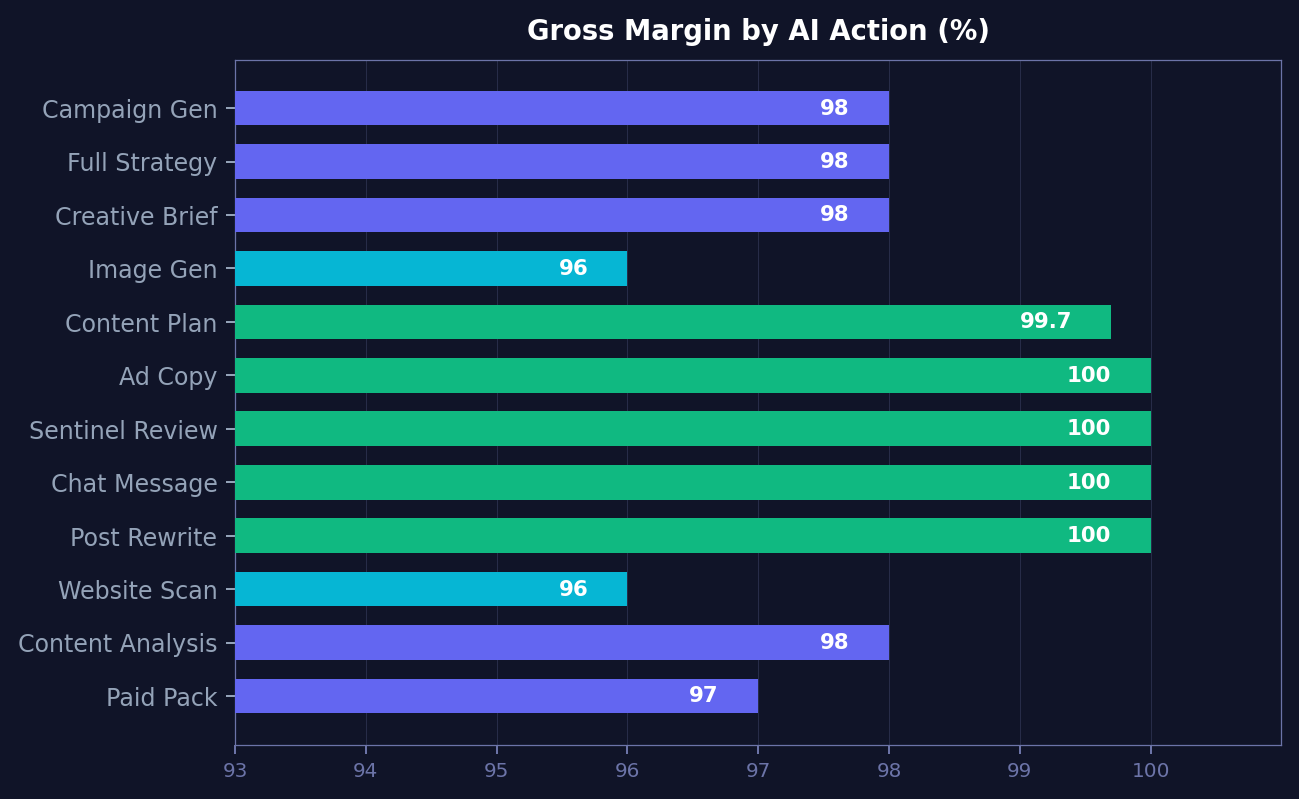 Gross Margin by AI Action (%)
Campaign Gen 98
Full Strategy 98
Creative Brief 98
Image Gen 96
Content Plan 99.7
Ad Copy 100
Sentinel Review 100
Chat Message 100
Post Rewrite 100
Website Scan 96
Content Analysis 98
Paid Pack 97
93 94 95 96 97 98 99 100